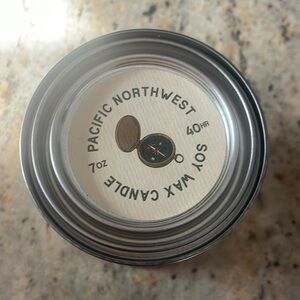 PACIFIC NORTHWEST
40HR
SOY WAX CANDLE
7OZ